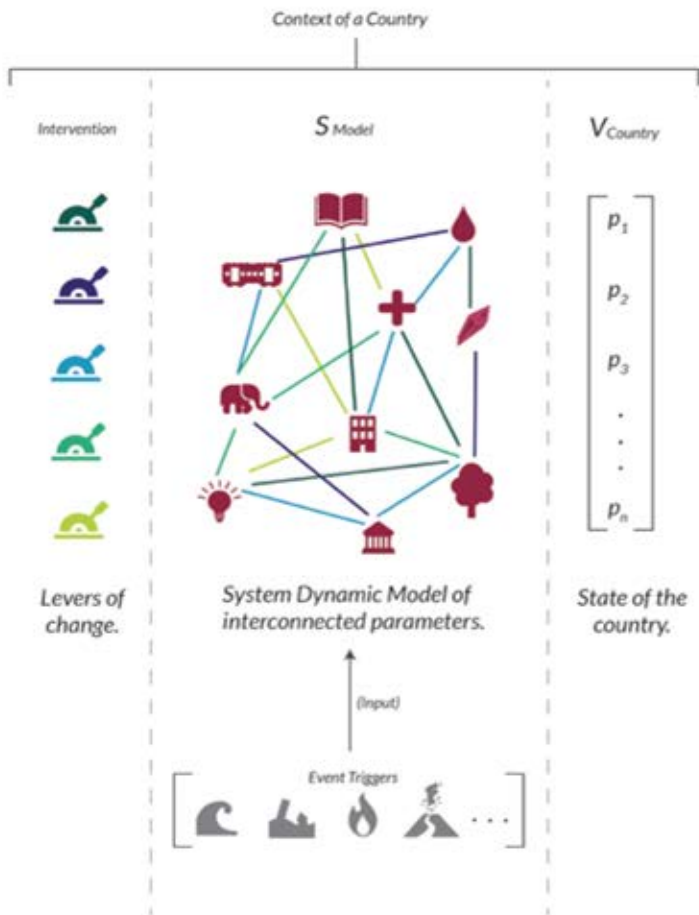 Context of a Country
Intervention
S Model
V Country
p1
p2
p3
.
.
.
pn
Levers of
change.
System Dynamic Model of
interconnected parameters.
State of the
country.
(Input)
Event Triggers
. . .